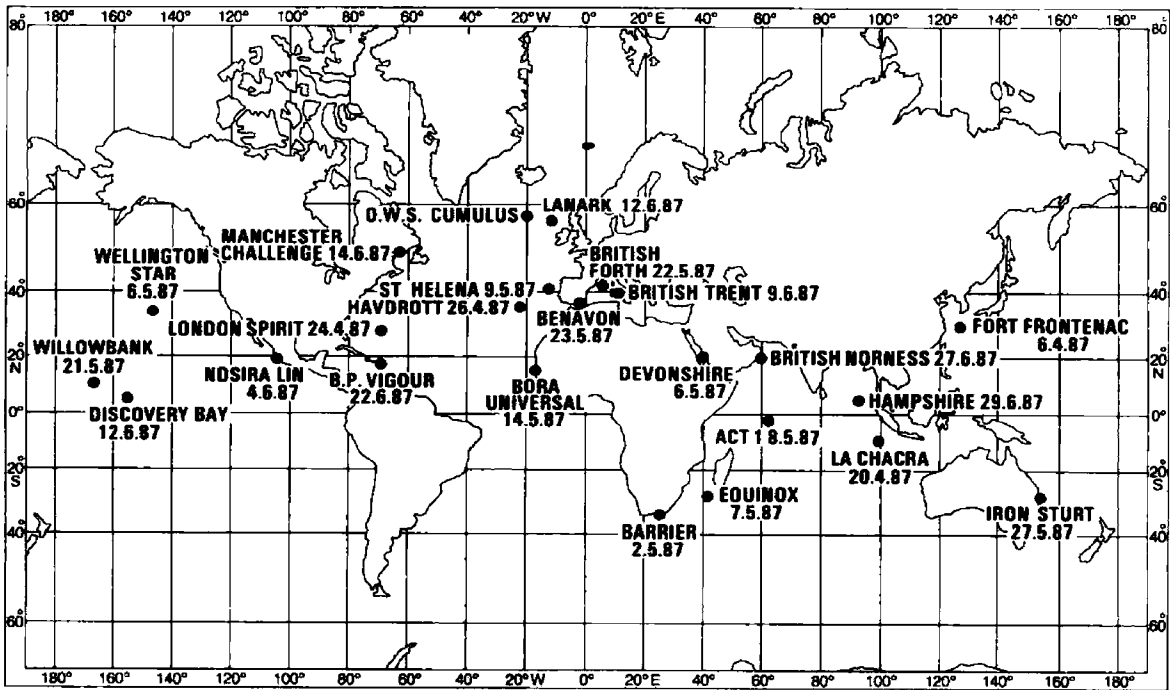 180° 160° 140° 120° 100° 80° 60° 40° 20°W 0° 20°E 40° 60° 80° 100° 120° 140° 160° 180°
80° 80°
60° 60°
O.W.S. CUMULUS
LANARK 12.6.87
MANCHESTER
CHALLENGE 14.6.87
WELLINGTON
STAR
6.5.87
BRITISH
FORTH 22.5.87
40° 40°
ST HELENA 9.5.87
BRITISH TRENT 9.6.87
HAVDROTT 26.4.87
BENAVON
23.5.87
LONDON SPIRIT 24.4.87
FORT FRONTENAC
6.4.87
WILLOWBANK
21.5.87
20° 20°
N N
NOSIRA LIN
4.6.87
B.P. VIGOUR
22.6.87
BORA
UNIVERSAL
14.5.87
DEVONSHIRE
6.5.87
BRITISH NORNESS 27.6.87
DISCOVERY BAY
12.6.87
HAMPSHIRE 29.6.87
0° 0°
ACT 1 8.5.87
LA CHACRA
20.4.87
20° 20°
S S
EQUINOX
7.5.87
BARRIER
2.5.87
IRON STURT
27.5.87
40° 40°
60° 60°
180° 160° 140° 120° 100° 80° 60° 40° 20°W 0° 20°E 40° 60° 80° 100° 120° 140° 160° 180°